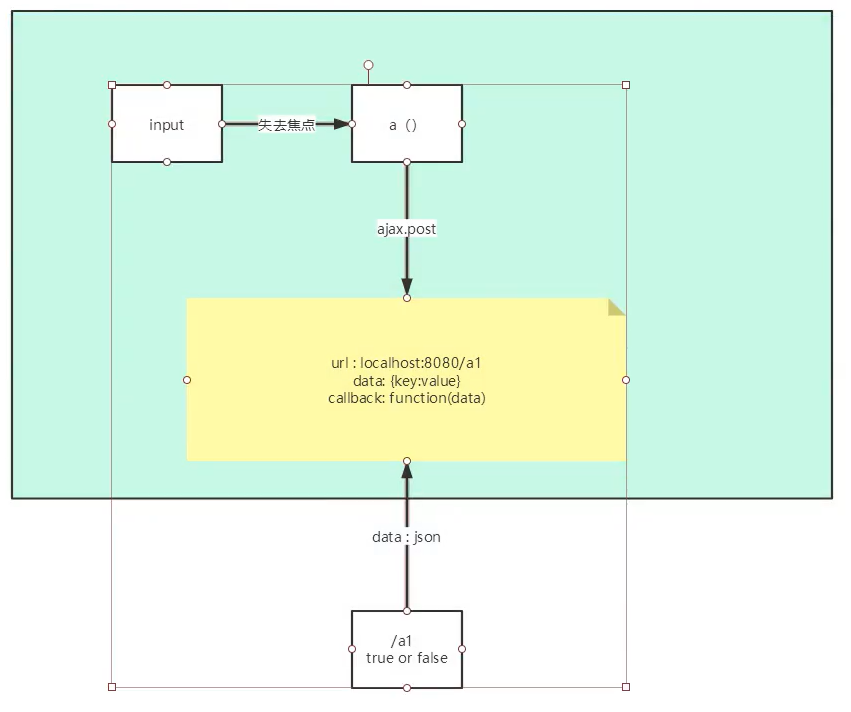 input
失去焦点
a（）
ajax.post
url : localhost:8080/a1
data: {key:value}
callback: function(data)
data : json
/a1
true or false